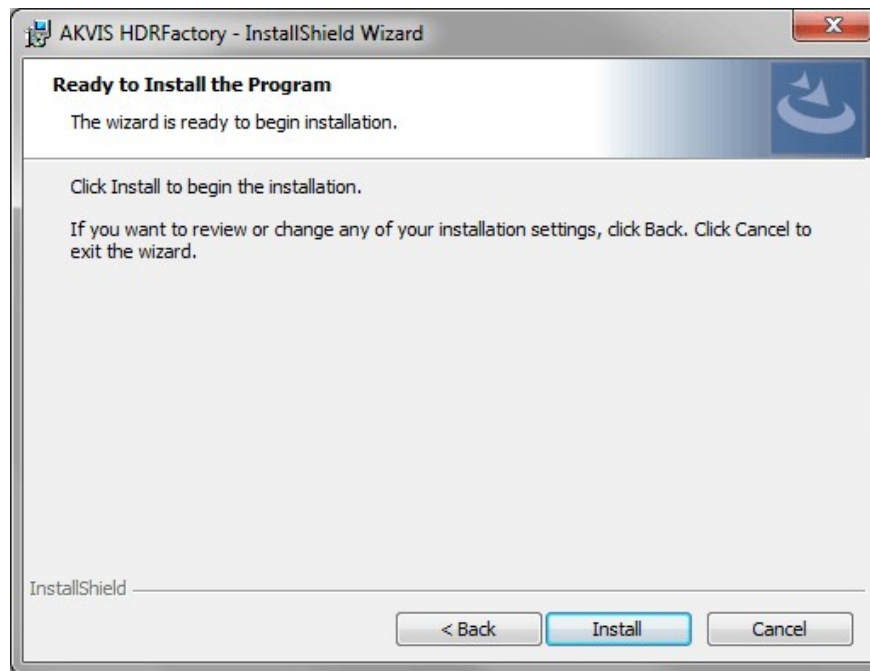 AKVIS HDRFactory - InstallShield Wizard
Ready to Install the Program
The wizard is ready to begin installation.
Click Install to begin the installation.
If you want to review or change any of your installation settings, click Back. Click Cancel to
exit the wizard.
InstallShield
< Back Install Cancel